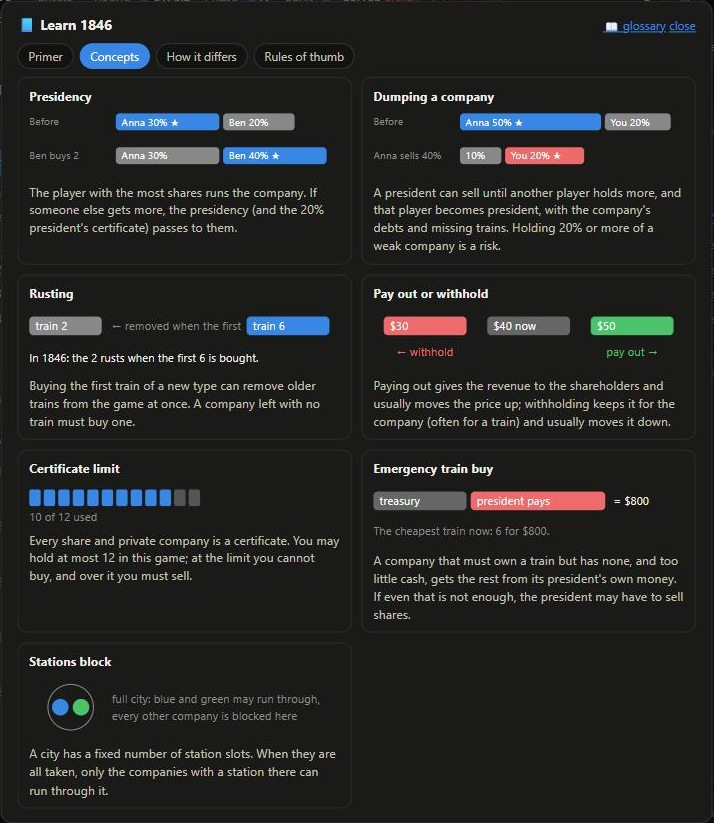 Learn 1846
glossary close
Primer Concepts How it differs Rules of thumb
Presidency
Before Anna 30% ★ Ben 20%
Ben buys 2 Anna 30% Ben 40% ★
The player with the most shares runs the company. If
someone else gets more, the presidency (and the 20%
president's certificate) passes to them.
Dumping a company
Before Anna 50% ★ You 20%
Anna sells 40% 10% You 20% ★
A president can sell until another player holds more, and
that player becomes president, with the company's
debts and missing trains. Holding 20% or more of a
weak company is a risk.
Rusting
train 2 ← removed when the first train 6
In 1846: the 2 rusts when the first 6 is bought.
Buying the first train of a new type can remove older
trains from the game at once. A company left with no
train must buy one.
Pay out or withhold
$30 $40 now $50
← withhold pay out →
Paying out gives the revenue to the shareholders and
usually moves the price up; withholding keeps it for the
company (often for a train) and usually moves it down.
Certificate limit
10 of 12 used
Every share and private company is a certificate. You may
hold at most 12 in this game; at the limit you cannot
buy, and over it you must sell.
Emergency train buy
treasury president pays = $800
The cheapest train now: 6 for $800.
A company that must own a train but has none, and too
little cash, gets the rest from its president's own money.
If even that is not enough, the president may have to sell
shares.
Stations block
full city: blue and green may run through,
every other company is blocked here
A city has a fixed number of station slots. When they are
all taken, only the companies with a station there can
run through it.